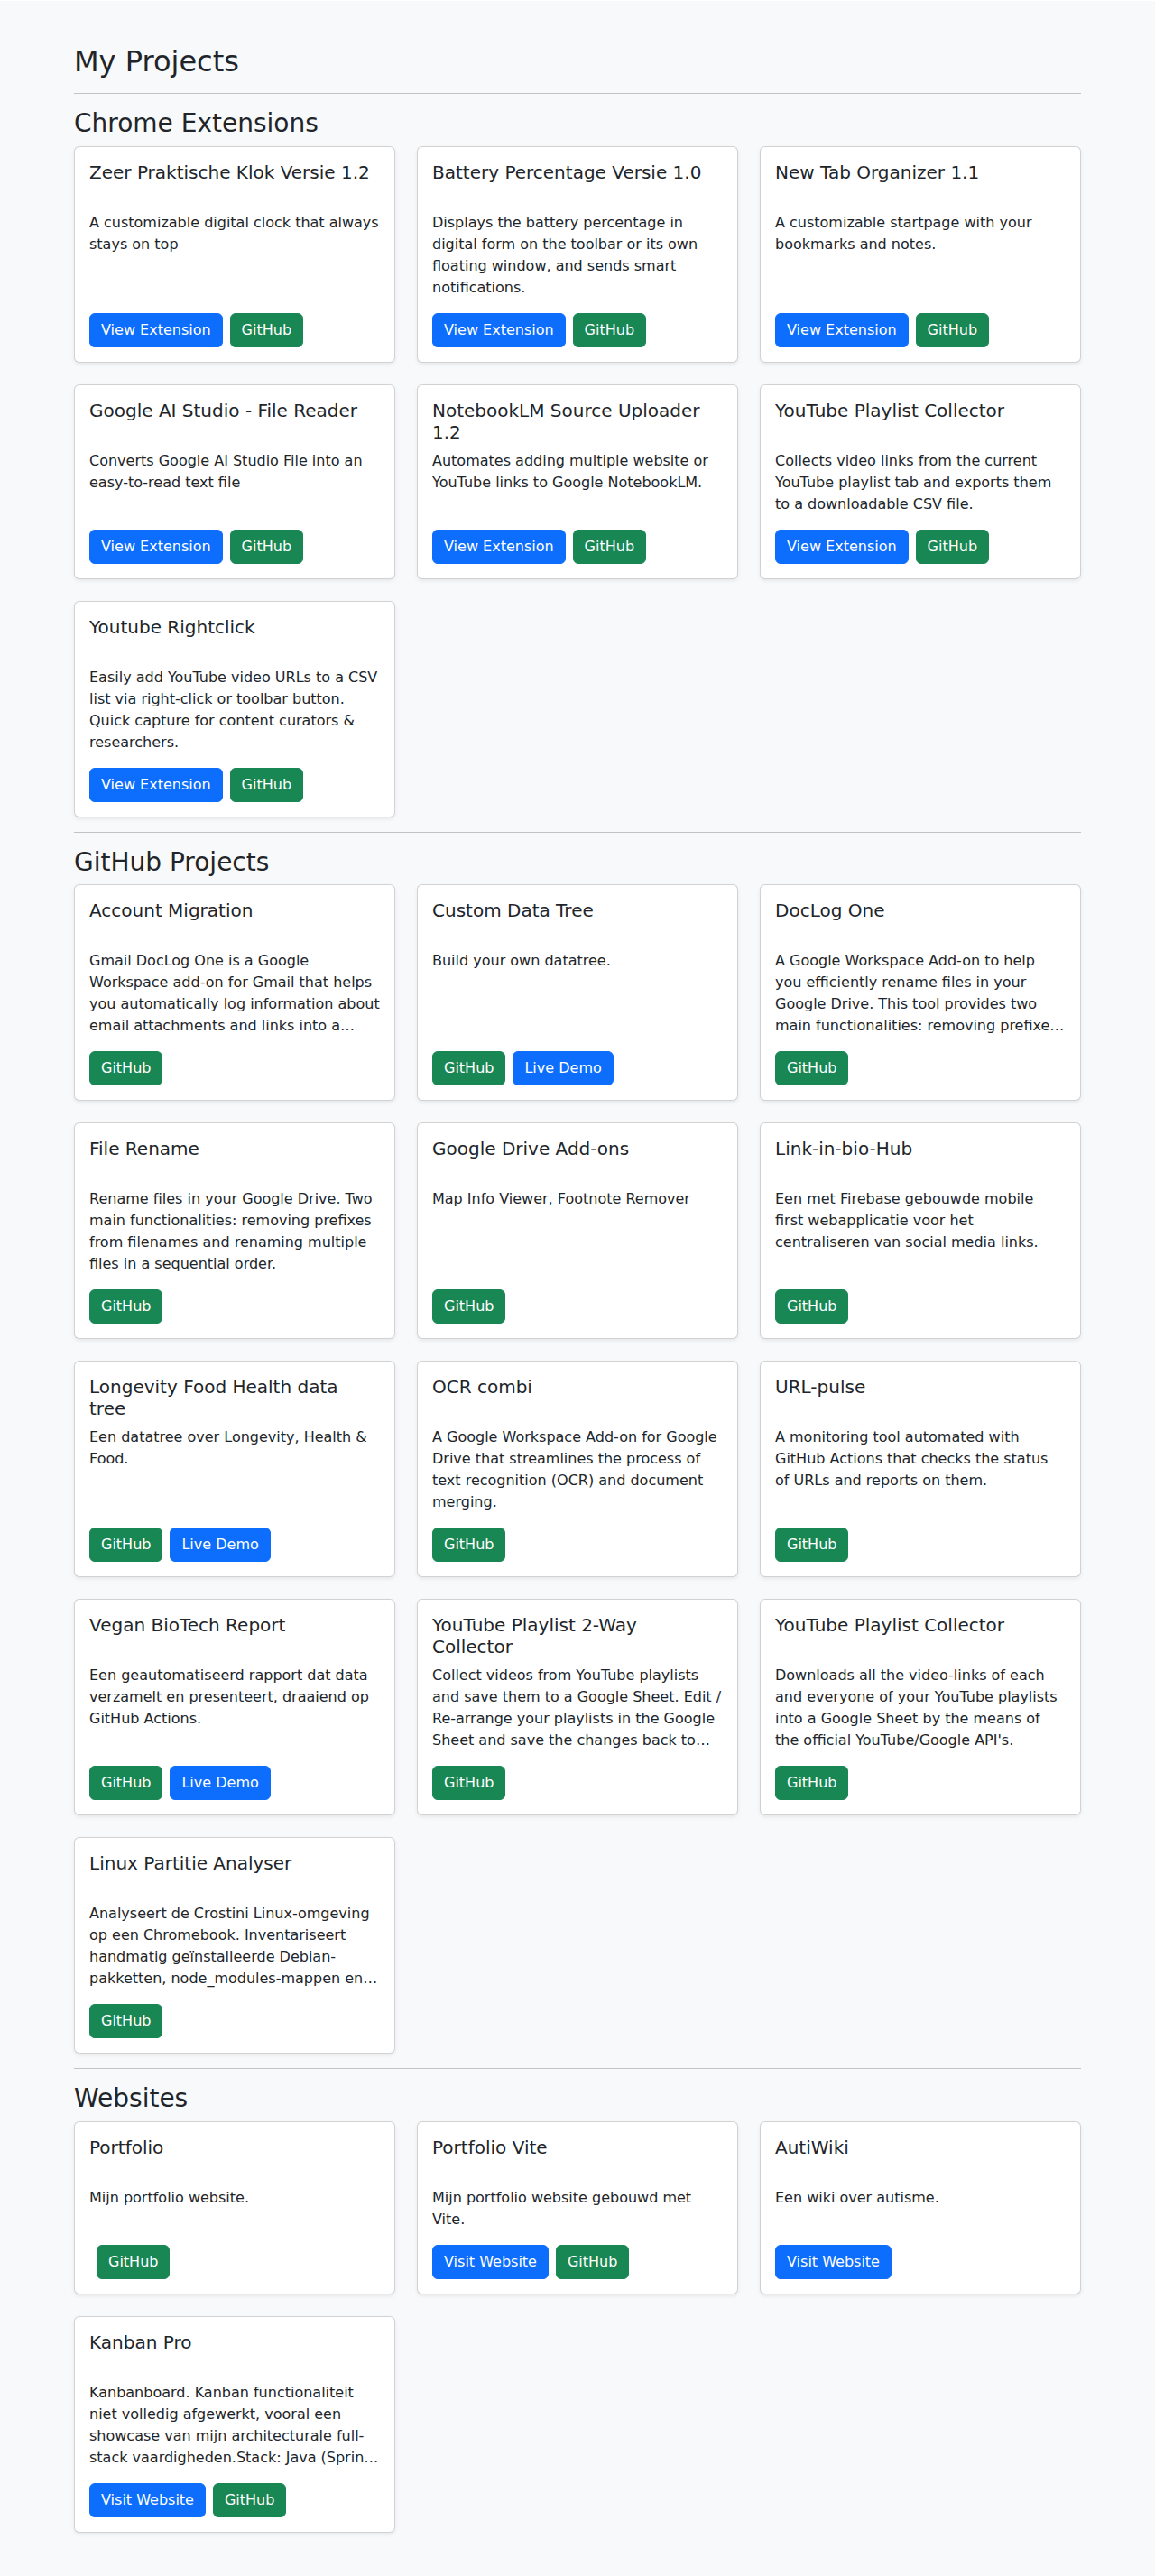 My Projects
Chrome Extensions
Zeer Praktische Klok Versie 1.2
A customizable digital clock that always
stays on top
View Extension GitHub
Battery Percentage Versie 1.0
Displays the battery percentage in
digital form on the toolbar or its own
floating window, and sends smart
notifications.
View Extension GitHub
New Tab Organizer 1.1
A customizable startpage with your
bookmarks and notes.
View Extension GitHub
Google AI Studio - File Reader
Converts Google AI Studio File into an
easy-to-read text file
View Extension GitHub
NotebookLM Source Uploader
1.2
Automates adding multiple website or
YouTube links to Google NotebookLM.
View Extension GitHub
YouTube Playlist Collector
Collects video links from the current
YouTube playlist tab and exports them
to a downloadable CSV file.
View Extension GitHub
Youtube Rightclick
Easily add YouTube video URLs to a CSV
list via right-click or toolbar button.
Quick capture for content curators &
researchers.
View Extension GitHub
GitHub Projects
Account Migration
Gmail DocLog One is a Google
Workspace add-on for Gmail that helps
you automatically log information about
email attachments and links into a…
GitHub
Custom Data Tree
Build your own datatree.
GitHub Live Demo
DocLog One
A Google Workspace Add-on to help
you efficiently rename files in your
Google Drive. This tool provides two
main functionalities: removing prefixe…
GitHub
File Rename
Rename files in your Google Drive. Two
main functionalities: removing prefixes
from filenames and renaming multiple
files in a sequential order.
GitHub
Google Drive Add-ons
Map Info Viewer, Footnote Remover
GitHub
Link-in-bio-Hub
Een met Firebase gebouwde mobile
first webapplicatie voor het
centraliseren van social media links.
GitHub
Longevity Food Health data
tree
Een datatree over Longevity, Health &
Food.
GitHub Live Demo
OCR combi
A Google Workspace Add-on for Google
Drive that streamlines the process of
text recognition (OCR) and document
merging.
GitHub
URL-pulse
A monitoring tool automated with
GitHub Actions that checks the status
of URLs and reports on them.
GitHub
Vegan BioTech Report
Een geautomatiseerd rapport dat data
verzamelt en presenteert, draaiend op
GitHub Actions.
GitHub Live Demo
YouTube Playlist 2-Way
Collector
Collect videos from YouTube playlists
and save them to a Google Sheet. Edit /
Re-arrange your playlists in the Google
Sheet and save the changes back to…
GitHub
YouTube Playlist Collector
Downloads all the video-links of each
and everyone of your YouTube playlists
into a Google Sheet by the means of
the official YouTube/Google API's.
GitHub
Linux Partitie Analyser
Analyseert de Crostini Linux-omgeving
op een Chromebook. Inventariseert
handmatig geïnstalleerde Debian-
pakketten, node_modules-mappen en…
GitHub
Websites
Portfolio
Mijn portfolio website.
GitHub
Portfolio Vite
Mijn portfolio website gebouwd met
Vite.
Visit Website GitHub
AutiWiki
Een wiki over autisme.
Visit Website
Kanban Pro
Kanbanboard. Kanban functionaliteit
niet volledig afgewerkt, vooral een
showcase van mijn architecturale full-
stack vaardigheden.Stack: Java (Sprin…
Visit Website GitHub